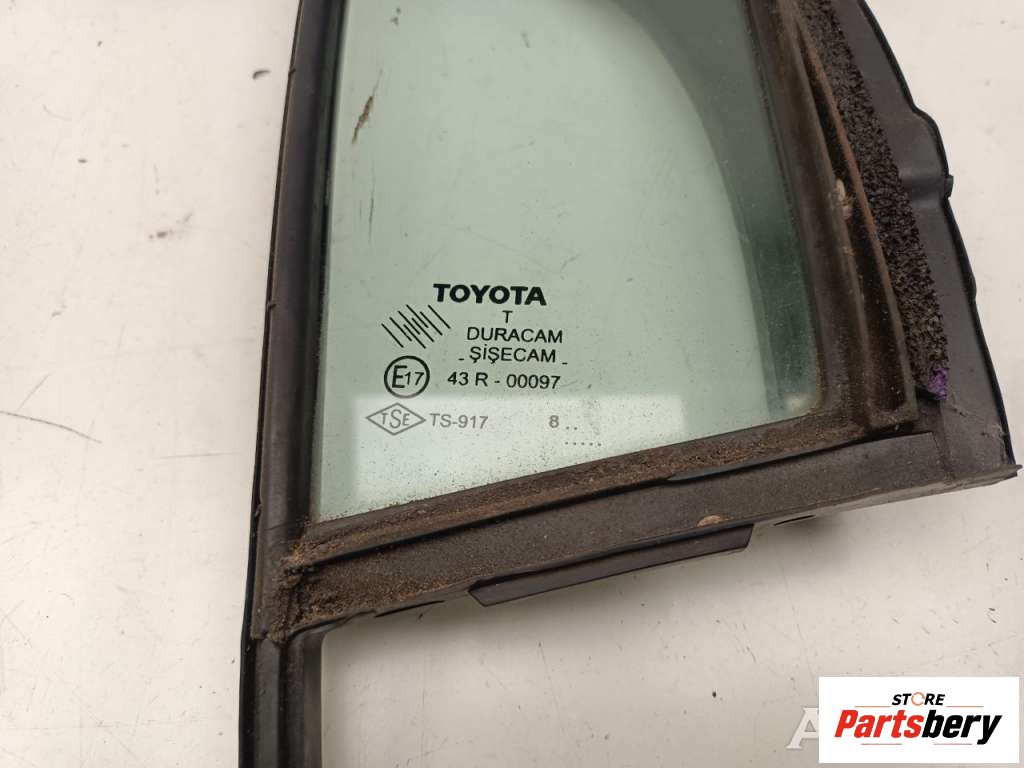 TOYOTA
T
DURACAM
- ŞİŞECAM -
E17 43 R - 00097
TSE TS-917 8 ..
......
STORE
Partsbery